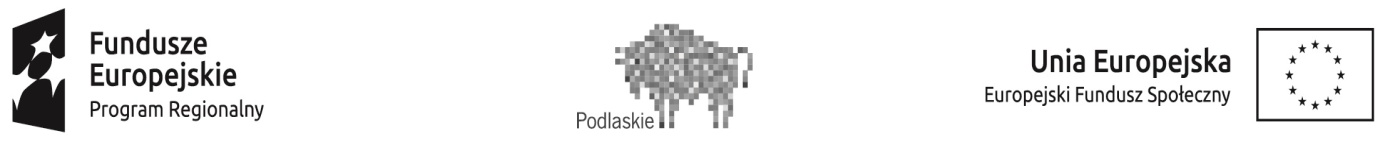 Fundusze
Europejskie
Program Regionalny
Podlaskie
Unia Europejska
Europejski Fundusz Społeczny